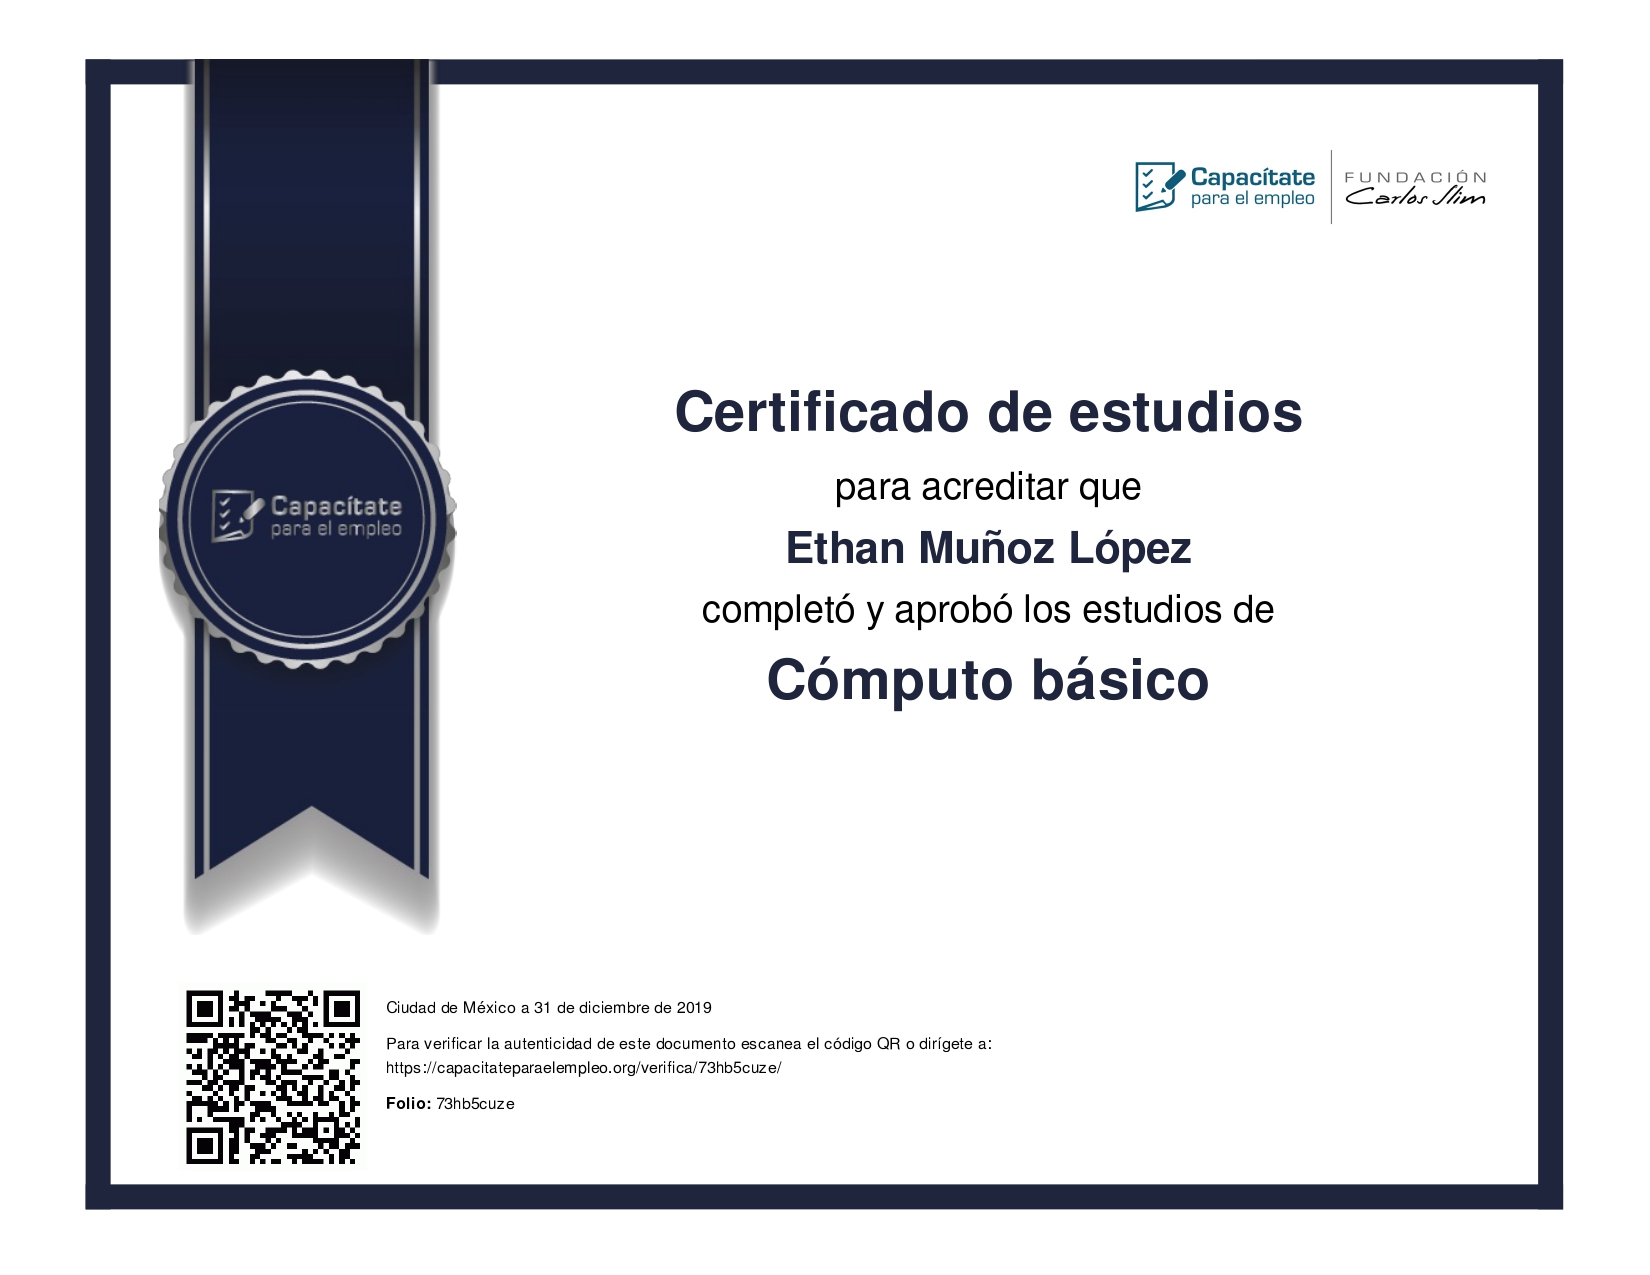 Capacítate
para el empleo
FUNDACIÓN
Carlos Slim
Certificado de estudios
para acreditar que
Ethan Muñoz López
completó y aprobó los estudios de
Cómputo básico
Capacítate
para el empleo
Ciudad de México a 31 de diciembre de 2019
Para verificar la autenticidad de este documento escanea el código QR o dirígete a:
https://capacitateparaelempleo.org/verifica/73hb5cuze/
Folio: 73hb5cuze